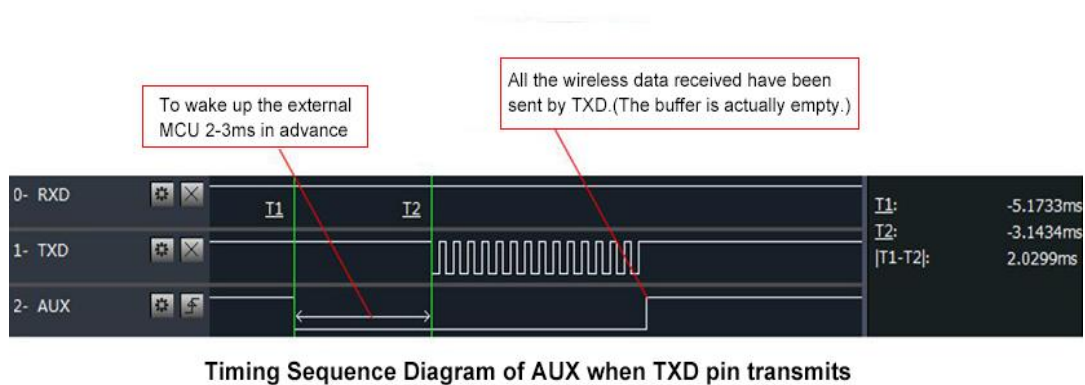 To wake up the external
MCU 2-3ms in advance
All the wireless data received have been
sent by TXD.(The buffer is actually empty.)
0- RXD
T1
T2
1- TXD
2- AUX
T1: -5.1733ms
T2: -3.1434ms
|T1-T2|: 2.0299ms
Timing Sequence Diagram of AUX when TXD pin transmits